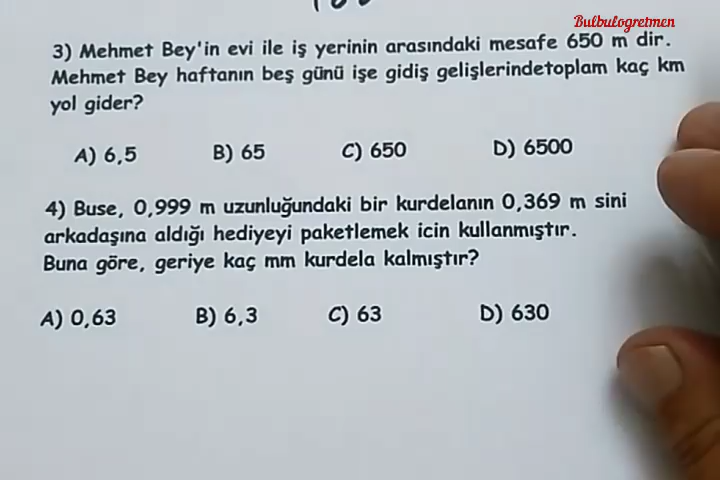 Bulbulogretmen
3) Mehmet Bey'in evi ile iş yerinin arasındaki mesafe 650 m dir.
Mehmet Bey haftanın beş günü işe gidiş gelişlerindetoplam kaç km
yol gider?
A) 6,5 B) 65 C) 650 D) 6500
4) Buse, 0,999 m uzunluğundaki bir kurdelanın 0,369 m sini
arkadaşına aldığı hediyeyi paketlemek icin kullanmıştır.
Buna göre, geriye kaç mm kurdela kalmıştır?
A) 0,63 B) 6,3 C) 63 D) 630